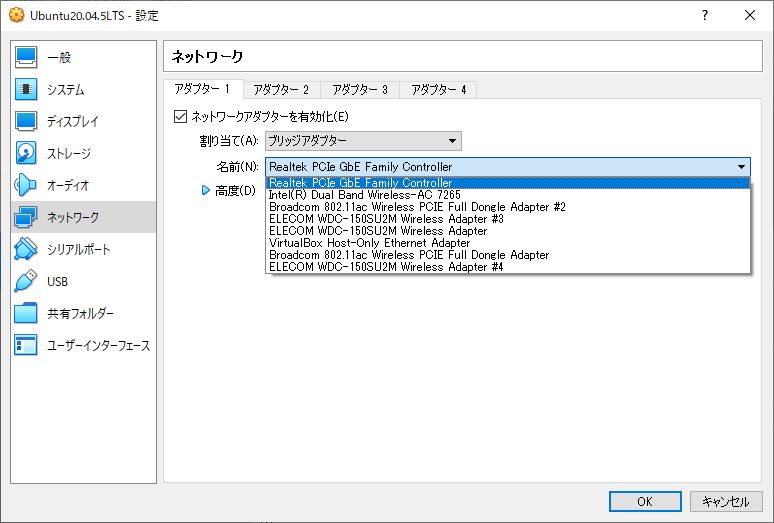 Ubuntu20.04.5LTS - 設定
?
一般
システム
ディスプレイ
ストレージ
オーディオ
ネットワーク
シリアルポート
USB
共有フォルダー
ユーザーインターフェース
ネットワーク
アダプター 1
アダプター 2
アダプター 3
アダプター 4
ネットワークアダプターを有効化(E)
割り当て(A): ブリッジアダプター
名前(N): Realtek PCIe GbE Family Controller
高度(D)
Realtek PCIe GbE Family Controller
Intel(R) Dual Band Wireless-AC 7265
Broadcom 802.11ac Wireless PCIE Full Dongle Adapter #2
ELECOM WDC-150SU2M Wireless Adapter #3
ELECOM WDC-150SU2M Wireless Adapter
VirtualBox Host-Only Ethernet Adapter
Broadcom 802.11ac Wireless PCIE Full Dongle Adapter
ELECOM WDC-150SU2M Wireless Adapter #4
OK
キャンセル